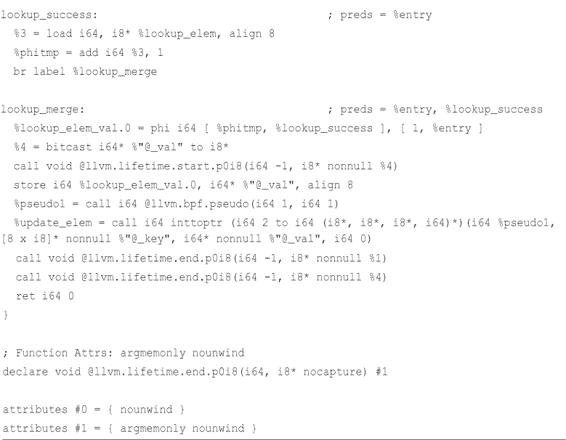 lookup_success:                                   ; preds = %entry
  %3 = load i64, i8* %lookup_elem, align 8
  %phitmp = add i64 %3, 1
  br label %lookup_merge

lookup_merge:                                     ; preds = %entry, %lookup_success
  %lookup_elem_val.0 = phi i64 [ %phitmp, %lookup_success ], [ 1, %entry ]
  %4 = bitcast i64* %"@_val" to i8*
  call void @llvm.lifetime.start.p0i8(i64 -1, i8* nonnull %4)
  store i64 %lookup_elem_val.0, i64* %"@_val", align 8
  %pseudo1 = call i64 @llvm.bpf.pseudo(i64 1, i64 1)
  %update_elem = call i64 inttoptr (i64 2 to i64 (i8*, i8*, i8*, i64)*)(i64 %pseudo1,
[8 x i8]* nonnull %"@_key", i64* nonnull %"@_val", i64 0)
  call void @llvm.lifetime.end.p0i8(i64 -1, i8* nonnull %1)
  call void @llvm.lifetime.end.p0i8(i64 -1, i8* nonnull %4)
  ret i64 0
}

; Function Attrs: argmemonly nounwind
declare void @llvm.lifetime.end.p0i8(i64, i8* nocapture) #1

attributes #0 = { nounwind }
attributes #1 = { argmemonly nounwind }